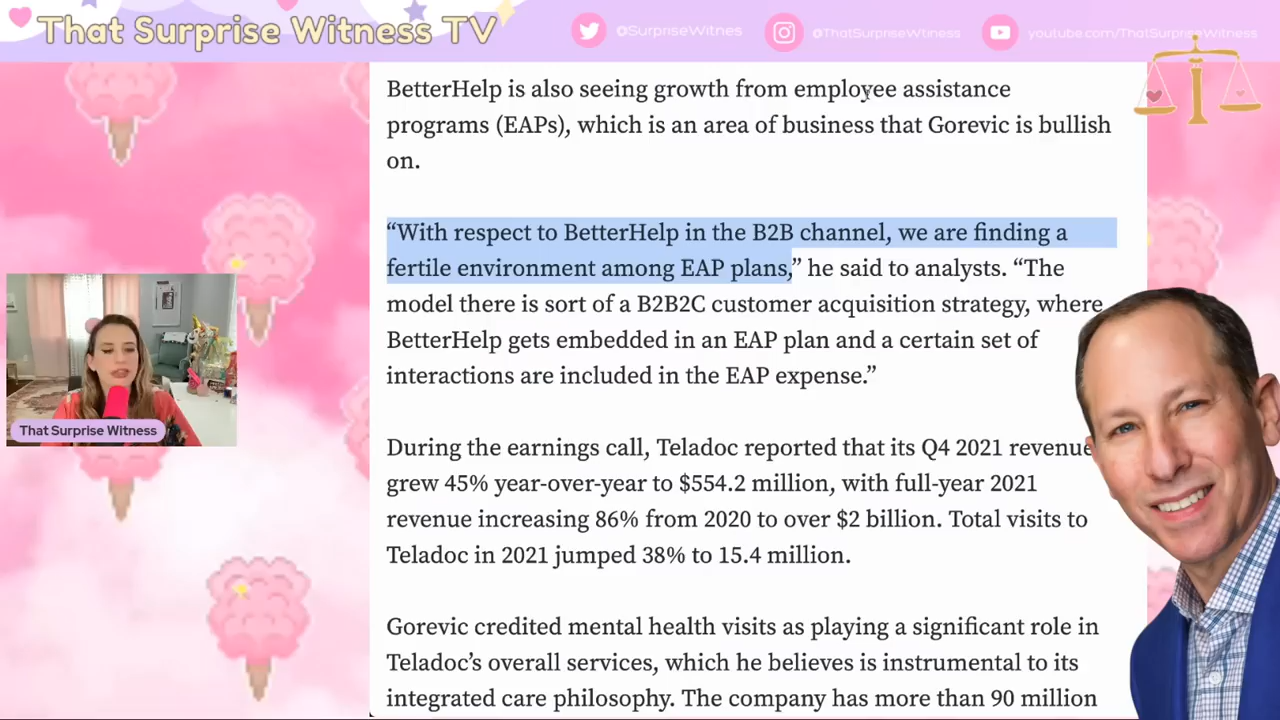 That Surprise Witness TV
@SurpriseWitnes
@ThatSurpriseWitness
youtube.com/ThatSurpriseWitness
BetterHelp is also seeing growth from employee assistance
programs (EAPs), which is an area of business that Gorevic is bullish
on.
“With respect to BetterHelp in the B2B channel, we are finding a
fertile environment among EAP plans,” he said to analysts. “The
model there is sort of a B2B2C customer acquisition strategy, where
BetterHelp gets embedded in an EAP plan and a certain set of
interactions are included in the EAP expense.”
That Surprise Witness
During the earnings call, Teladoc reported that its Q4 2021 revenue
grew 45% year-over-year to $554.2 million, with full-year 2021
revenue increasing 86% from 2020 to over $2 billion. Total visits to
Teladoc in 2021 jumped 38% to 15.4 million.
Gorevic credited mental health visits as playing a significant role in
Teladoc’s overall services, which he believes is instrumental to its
integrated care philosophy. The company has more than 90 million